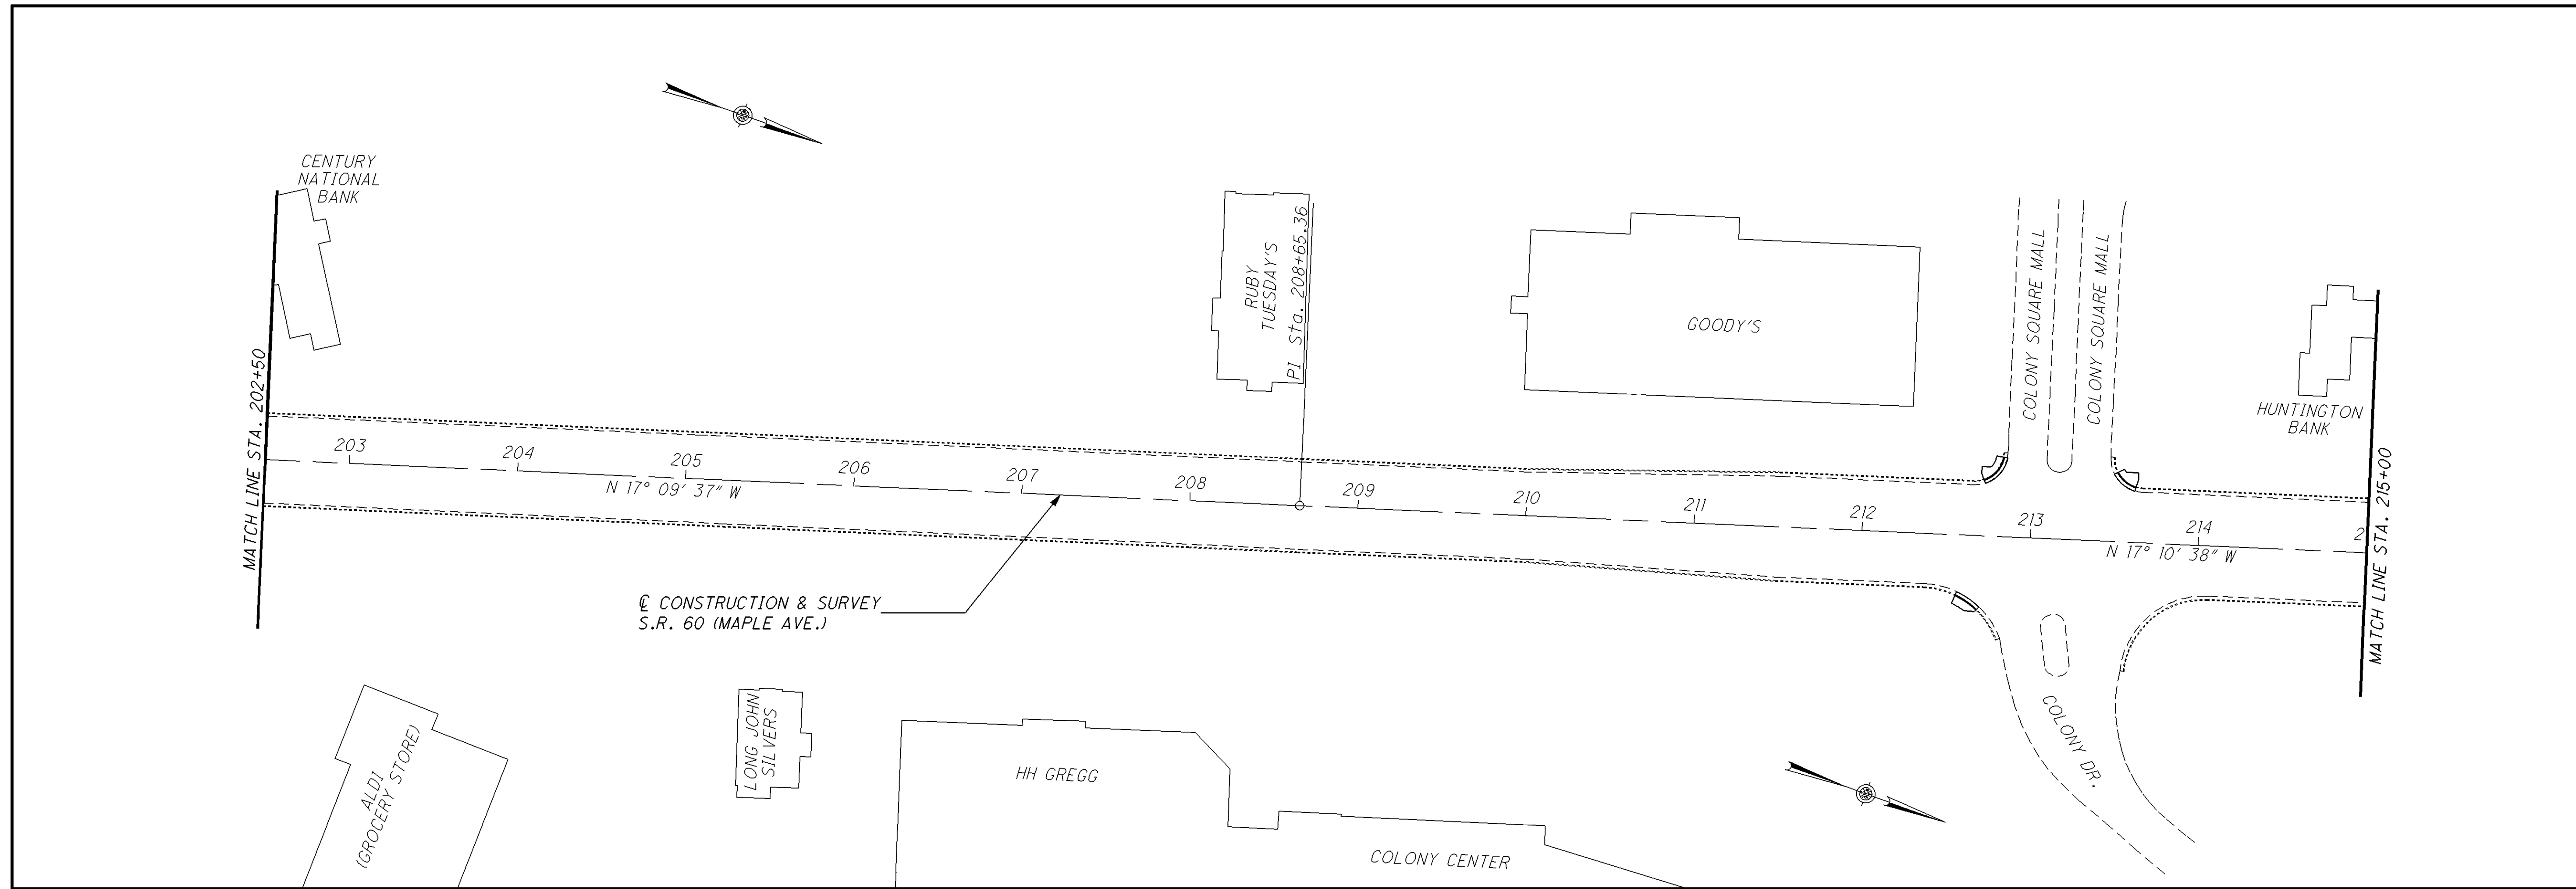 CENTURY
NATIONAL
BANK
MATCH LINE STA. 202+50
RUBY
TUESDAY'S
PI Sta. 208+65.36
GOODY'S
COLONY SQUARE MALL
COLONY SQUARE MALL
HUNTINGTON
BANK
MATCH LINE STA. 215+00
203
204
205
206
207
208
209
210
211
212
213
214
2
N 17° 09' 37" W
N 17° 10' 38" W
℄ CONSTRUCTION & SURVEY
S.R. 60 (MAPLE AVE.)
ALDI
(GROCERY STORE)
LONG JOHN
SILVERS
HH GREGG
COLONY CENTER
COLONY DR.